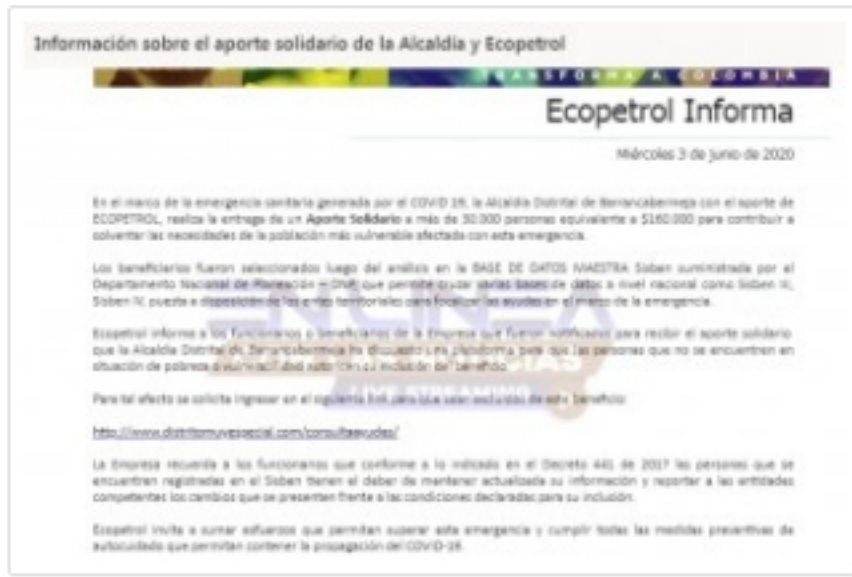 Información sobre el aporte solidario de la Alcaldía y Ecopetrol
TRANSFORMA A COLOMBIA
Ecopetrol Informa
Miércoles 3 de junio de 2020
En el marco de la emergencia sanitaria generada por el COVID 19, la Alcaldía Distrital de Barrancabermeja con el aporte de
ECOPETROL, realiza la entrega de un Aporte Solidario a más de 30.000 personas equivalente a $160.000 para contribuir a
solventar las necesidades de la población más vulnerable afectada con esta emergencia.
Los beneficiarios fueron seleccionados luego del análisis en la BASE DE DATOS MAESTRA Sisben suministrada por el
Departamento Nacional de Planeación – DNP, que permite cruzar varias bases de datos a nivel nacional como Sisben III,
Sisben IV, puesta a disposición de los entes territoriales para focalizar las ayudas en el marco de la emergencia.
EN LINEA
NOTICIAS
LIVE STREAMING
Ecopetrol informa a los funcionarios o beneficiarios de la Empresa que fueron notificados para recibir el aporte solidario
que la Alcaldía Distrital de Barrancabermeja ha dispuesto una plataforma para que las personas que no se encuentren en
situación de pobreza o vulnerabilidad autoricen su inclusión del beneficio.
Para tal efecto se solicita ingresar en el siguiente link para que sean excluidos de este beneficio:
http://www.distritomuyespecial.com/consultaayudas/
La Empresa recuerda a los funcionarios que conforme a lo indicado en el Decreto 441 de 2017 las personas que se
encuentren registradas en el Sisben tienen el deber de mantener actualizada su información y reportar a las entidades
competentes los cambios que se presenten frente a las condiciones declaradas para su inclusión.
Ecopetrol invita a sumar esfuerzos que permitan superar esta emergencia y cumplir todas las medidas preventivas de
autocuidado que permitan contener la propagación del COVID-19.